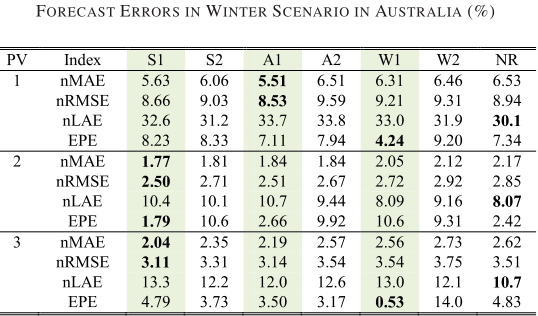 FORECAST ERRORS IN WINTER SCENARIO IN AUSTRALIA (%)
PV Index S1 S2 A1 A2 W1 W2 NR
1 nMAE 5.63 6.06 5.51 6.51 6.31 6.46 6.53
nRMSE 8.66 9.03 8.53 9.59 9.21 9.31 8.94
nLAE 32.6 31.2 33.7 33.8 33.0 31.9 30.1
EPE 8.23 8.33 7.11 7.94 4.24 9.20 7.34
2 nMAE 1.77 1.81 1.84 1.84 2.05 2.12 2.17
nRMSE 2.50 2.71 2.51 2.67 2.72 2.92 2.85
nLAE 10.4 10.1 10.7 9.44 8.09 9.16 8.07
EPE 1.79 10.6 2.66 9.92 10.6 9.31 2.42
3 nMAE 2.04 2.35 2.19 2.57 2.56 2.73 2.62
nRMSE 3.11 3.31 3.14 3.54 3.54 3.75 3.51
nLAE 13.3 12.2 12.0 12.6 13.0 12.1 10.7
EPE 4.79 3.73 3.50 3.17 0.53 14.0 4.83